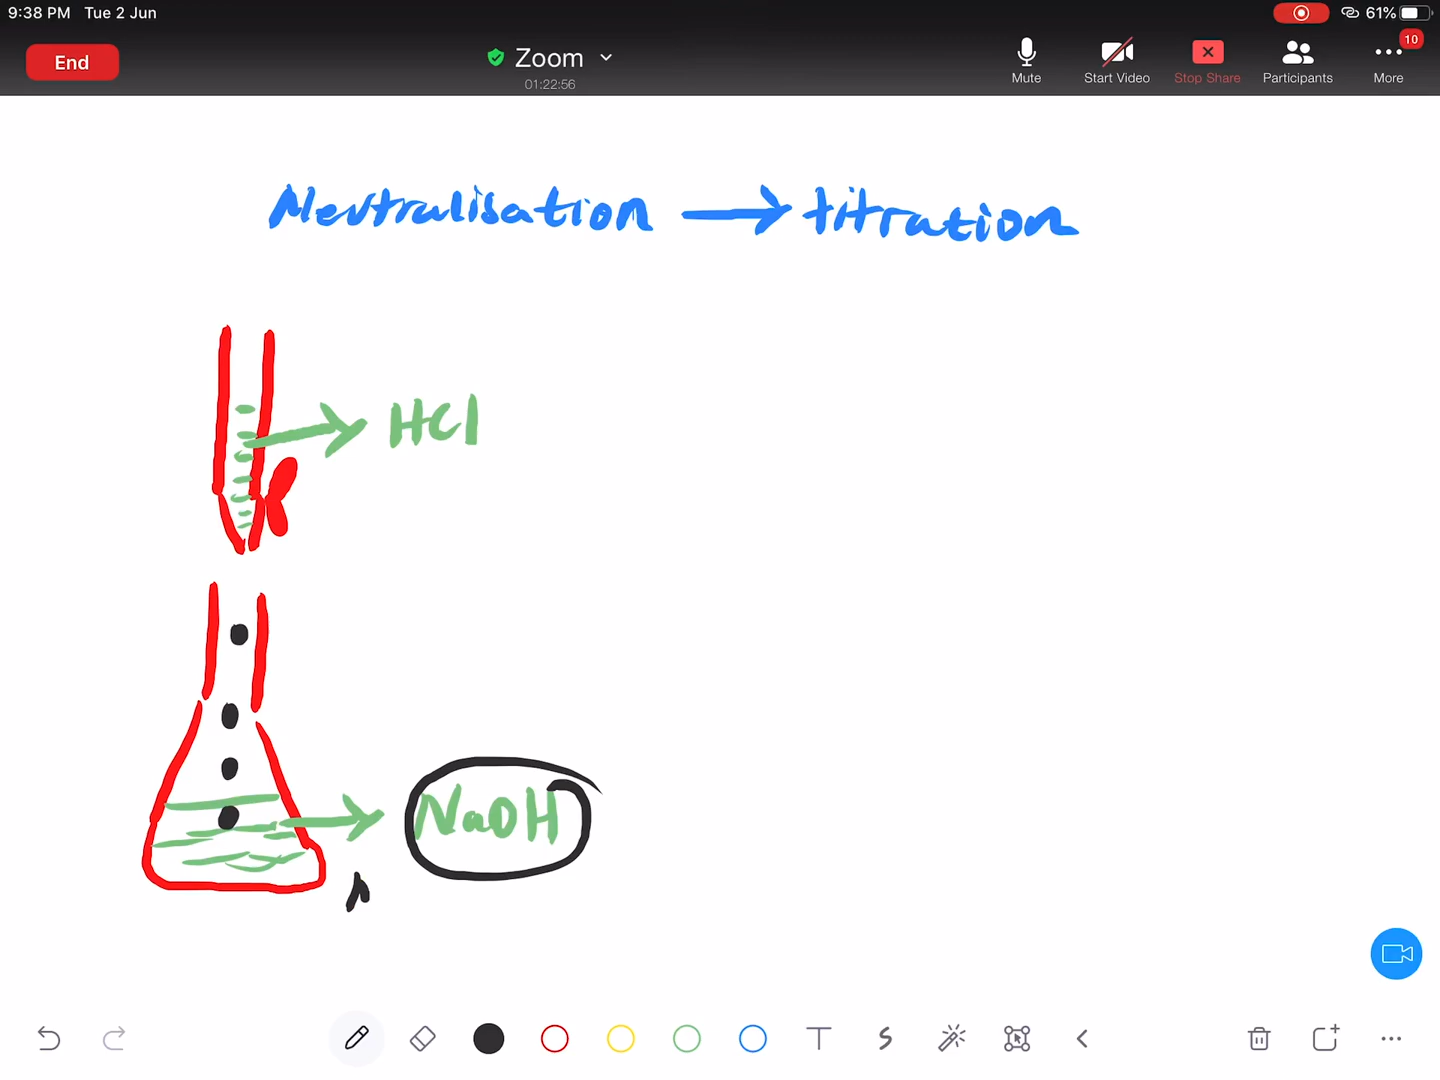 9:38 PM Tue 2 Jun
61%
End
Zoom
01:22:56
Mute
Start Video
Stop Share
Participants
10
More
Neutralisation → titration
HCl
NaOH
T